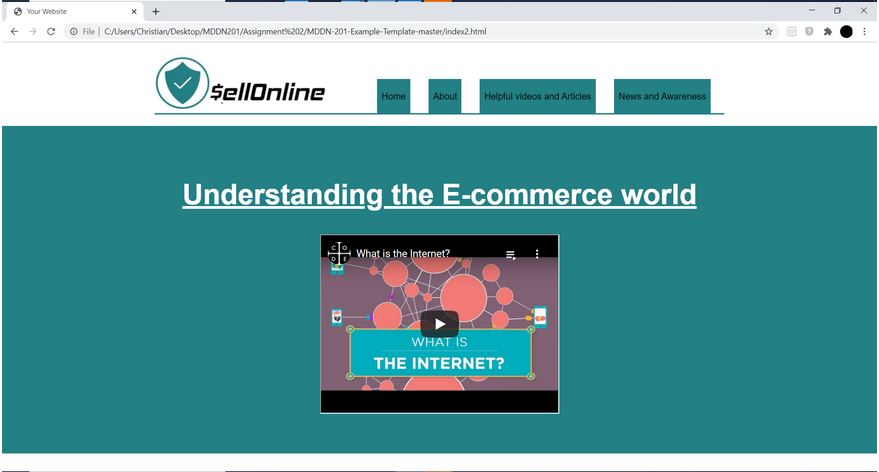 Your Website
File | C:/Users/Christian/Desktop/MDDN201/Assignment%202/MDDN-201-Example-Template-master/index2.html
$ellOnline
Home
About
Helpful videos and Articles
News and Awareness
Understanding the E-commerce world
C O
D E
What is the Internet?
WHAT IS
THE INTERNET?